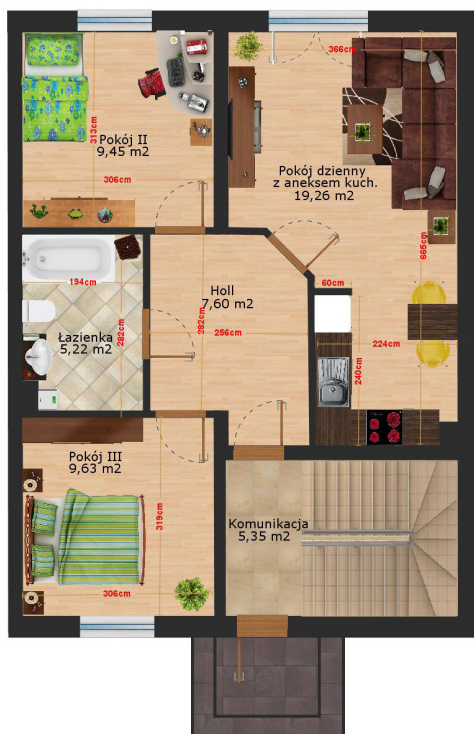 366cm
313cm
Pokój II
9,45 m2
306cm
Pokój dzienny
z aneksem kuch.
19,26 m2
665cm
194cm
Holl
7,60 m2
60cm
282cm
282cm
256cm
Łazienka
5,22 m2
224cm
240cm
Pokój III
9,63 m2
319cm
Komunikacja
5,35 m2
306cm